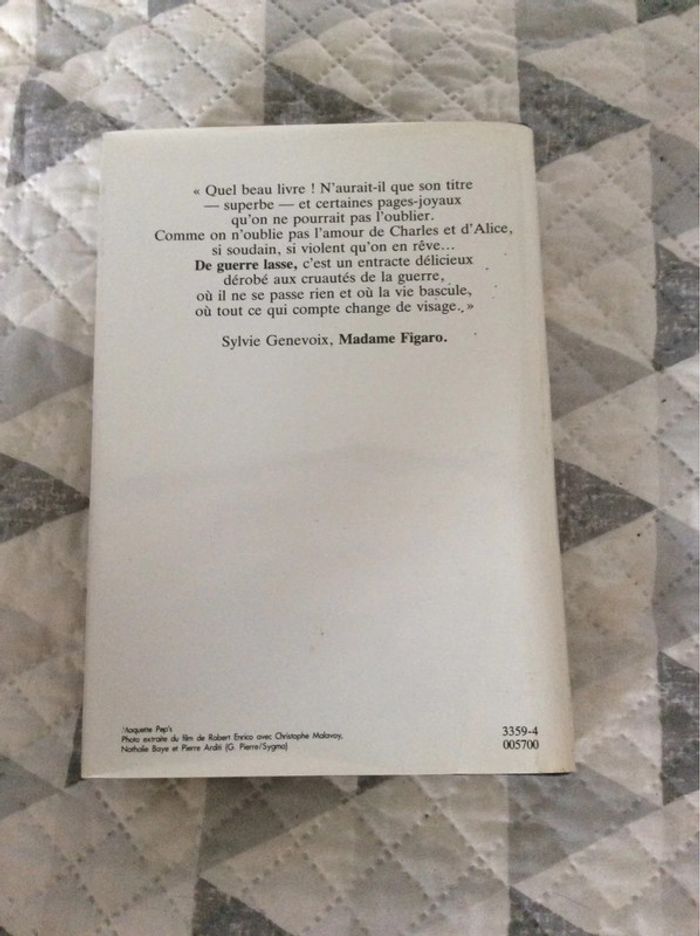 « Quel beau livre ! N'aurait-il que son titre
— superbe — et certaines pages-joyaux
qu'on ne pourrait pas l'oublier.
Comme on n'oublie pas l'amour de Charles et d'Alice,
si soudain, si violent qu'on en rêve...
De guerre lasse, c'est un entracte délicieux
dérobé aux cruautés de la guerre,
où il ne se passe rien et où la vie bascule,
où tout ce qui compte change de visage. »
Sylvie Genevoix, Madame Figaro.
Maquette Pep's
Photo extraite du film de Robert Enrico avec Christophe Malavoy,
Nathalie Baye et Pierre Arditi (G. Pierre/Sygma)
3359-4
005700